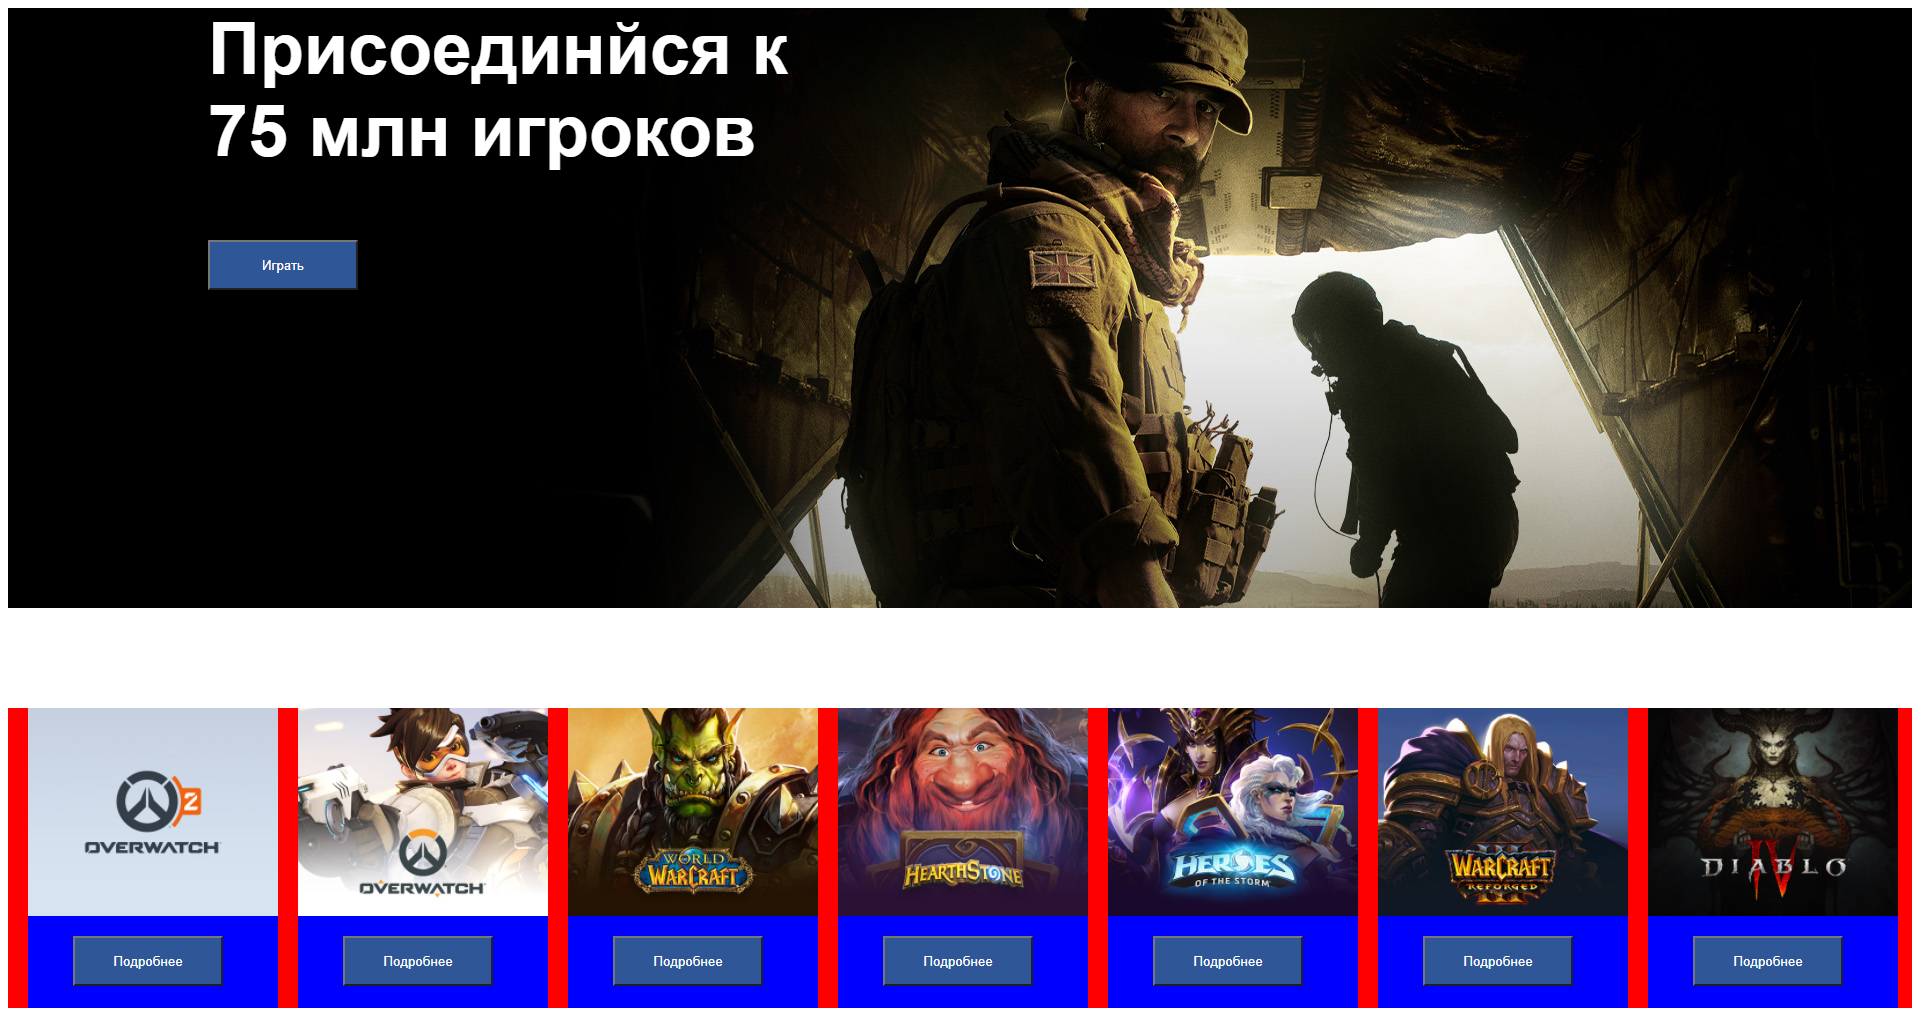 Присоединйся к
75 млн игроков
Играть
2
OVERWATCH
OVERWATCH
WORLD
WARCRAFT
HEARTHSTONE
HEROES
OF THE STORM
WARCRAFT
III
REFORGED
DIABLO
IV
Подробнее
Подробнее
Подробнее
Подробнее
Подробнее
Подробнее
Подробнее